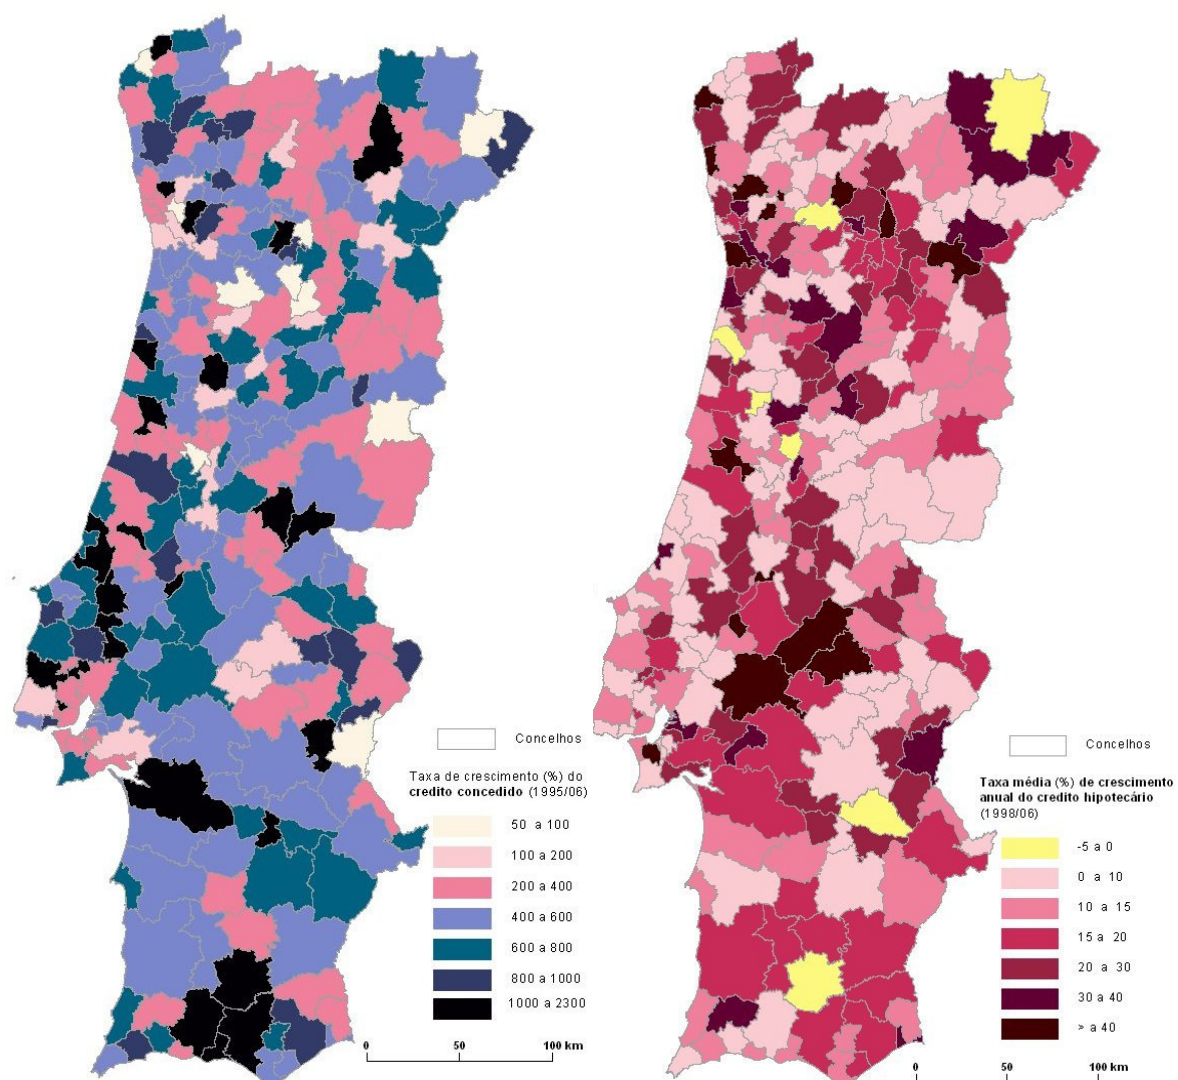 Concelhos
Taxa de crescimento (%) do
credito concedido (1995/06)
50 a 100
100 a 200
200 a 400
400 a 600
600 a 800
800 a 1000
1000 a 2300
0 50 100 km
Concelhos
Taxa média (%) de crescimento
anual do credito hipotecário
(1998/06)
-5 a 0
0 a 10
10 a 15
15 a 20
20 a 30
30 a 40
> a 40
0 50 100 km